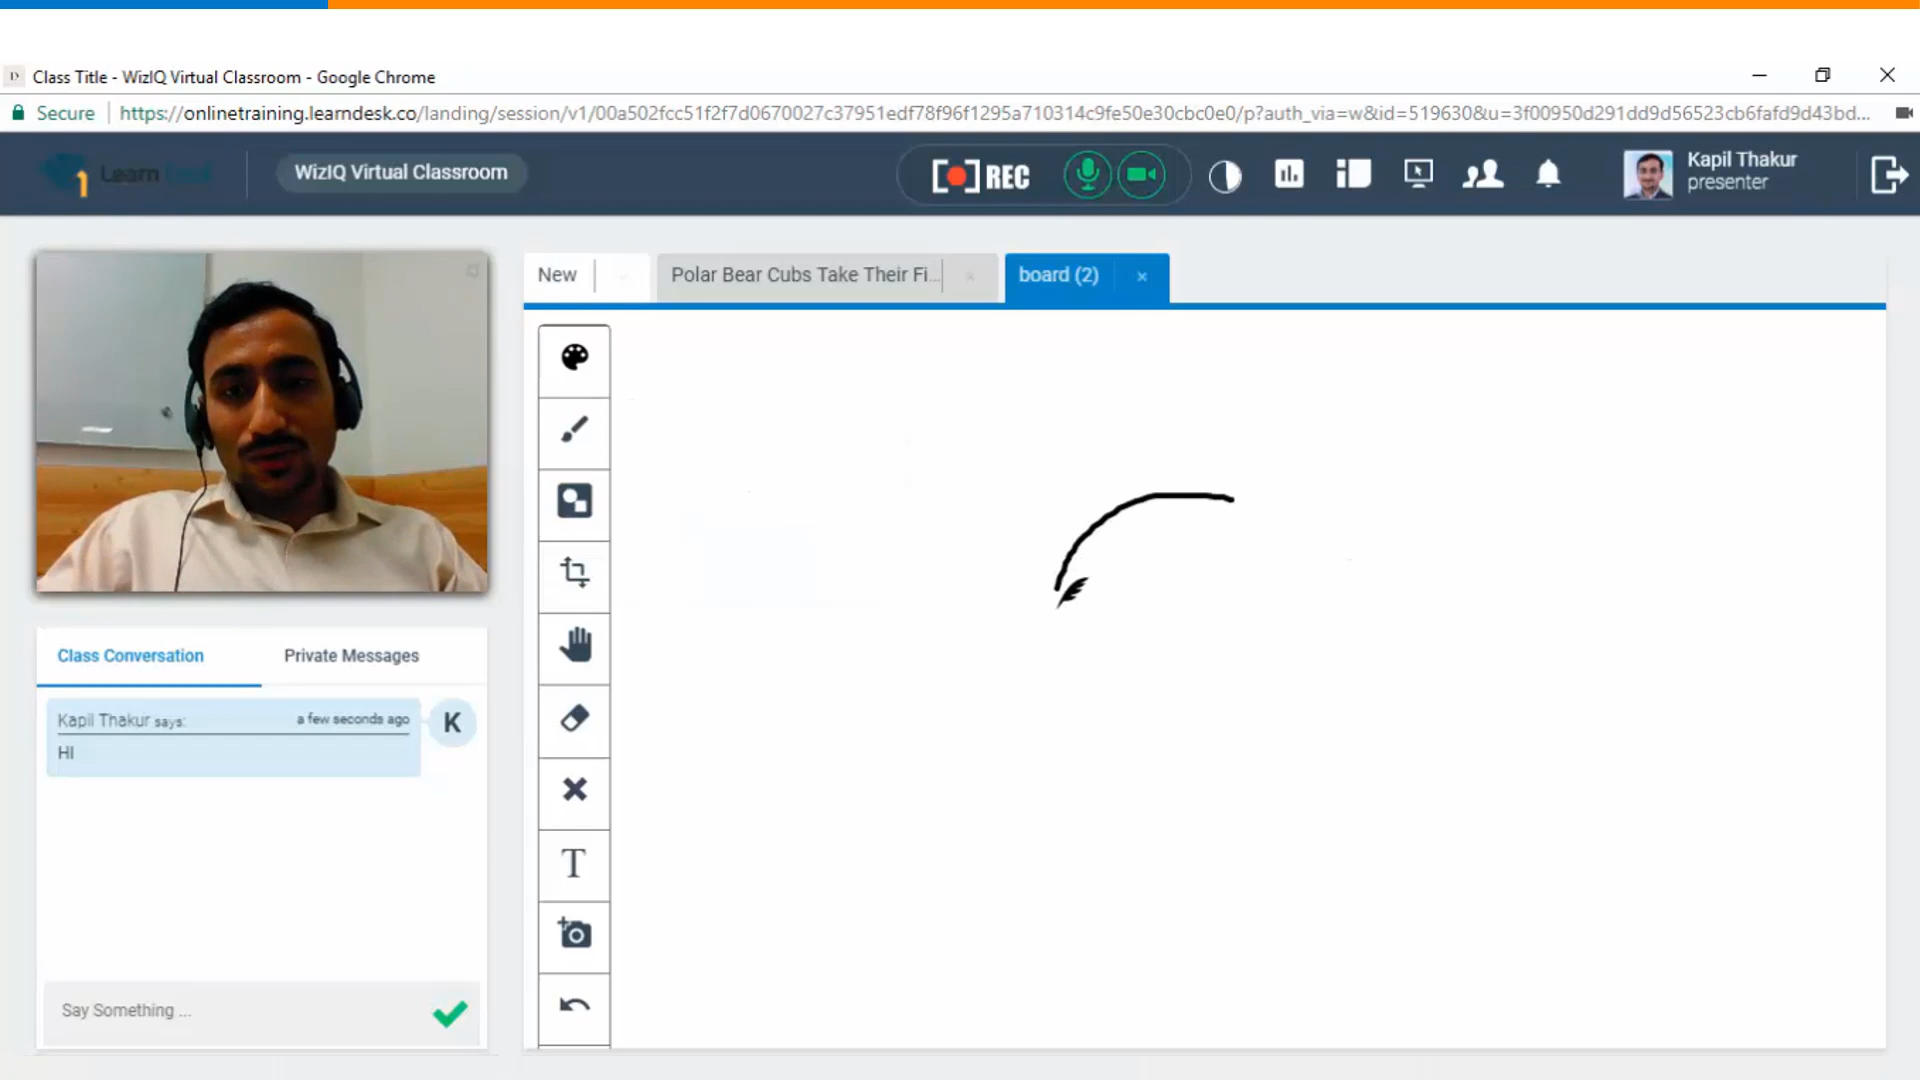 Class Title - WizIQ Virtual Classroom - Google Chrome
Secure https://onlinetraining.learndesk.co/landing/session/v1/00a502fcc51f2f7d0670027c37951edf78f96f1295a710314c9fe50e30cbc0e0/p?auth_via=w&id=519630&u=3f00950d291dd9d56523cb6fafd9d43bd...
1 Learn
WizIQ Virtual Classroom
REC
Kapil Thakur
presenter
New
Polar Bear Cubs Take Their Fi...
board (2)
Class Conversation
Private Messages
Kapil Thakur says:
a few seconds ago
K
HI
T
Say Something ...